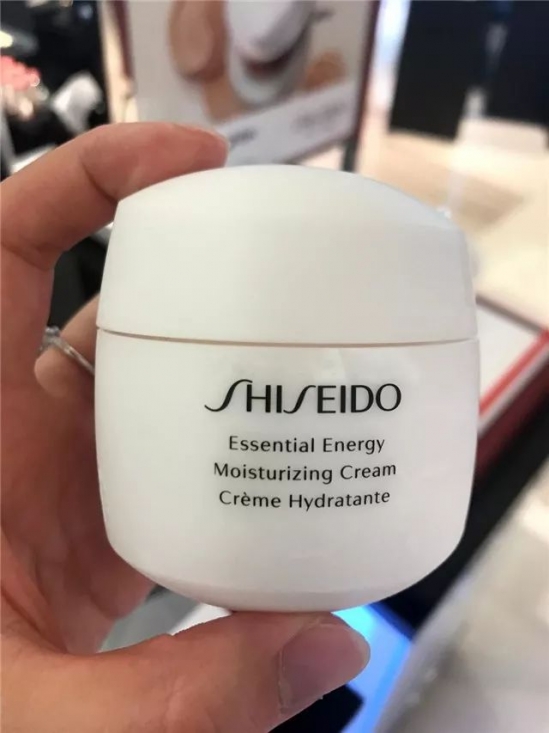 SHISEIDO
Essential Energy
Moisturizing Cream
Crème Hydratante